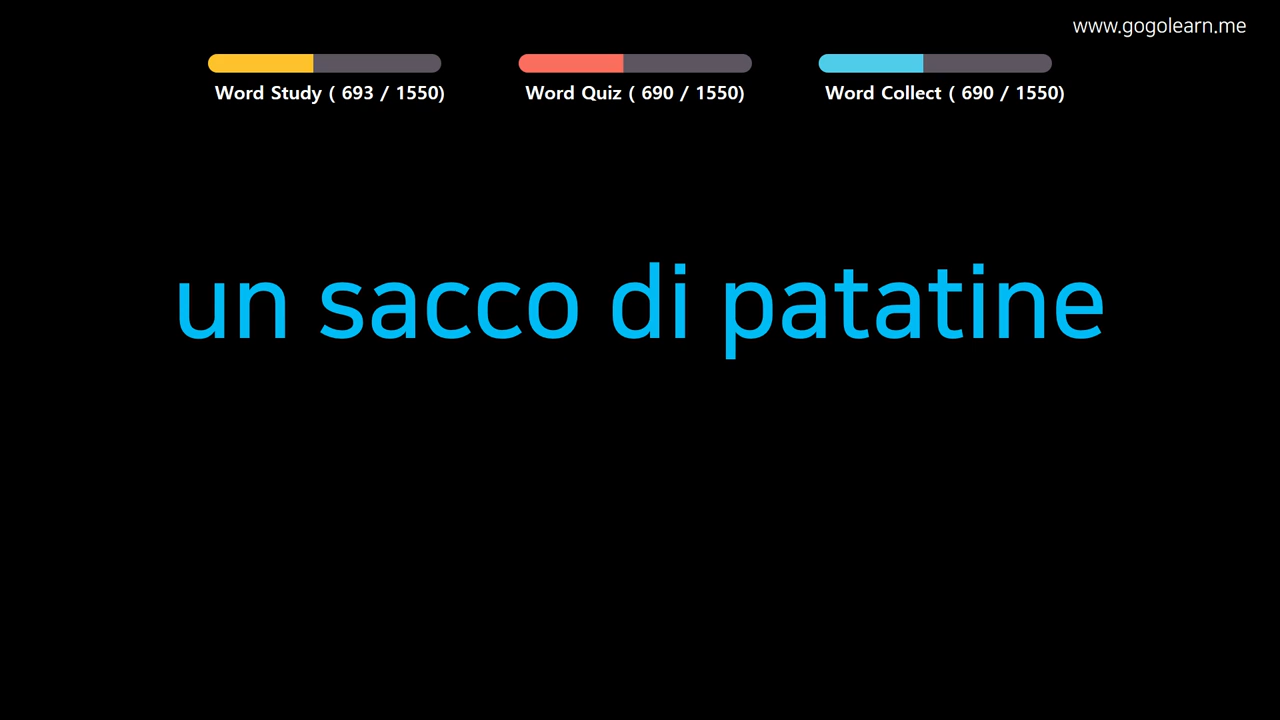 www.gogolearn.me
Word Study ( 693 / 1550)
Word Quiz ( 690 / 1550)
Word Collect ( 690 / 1550)
un sacco di patatine